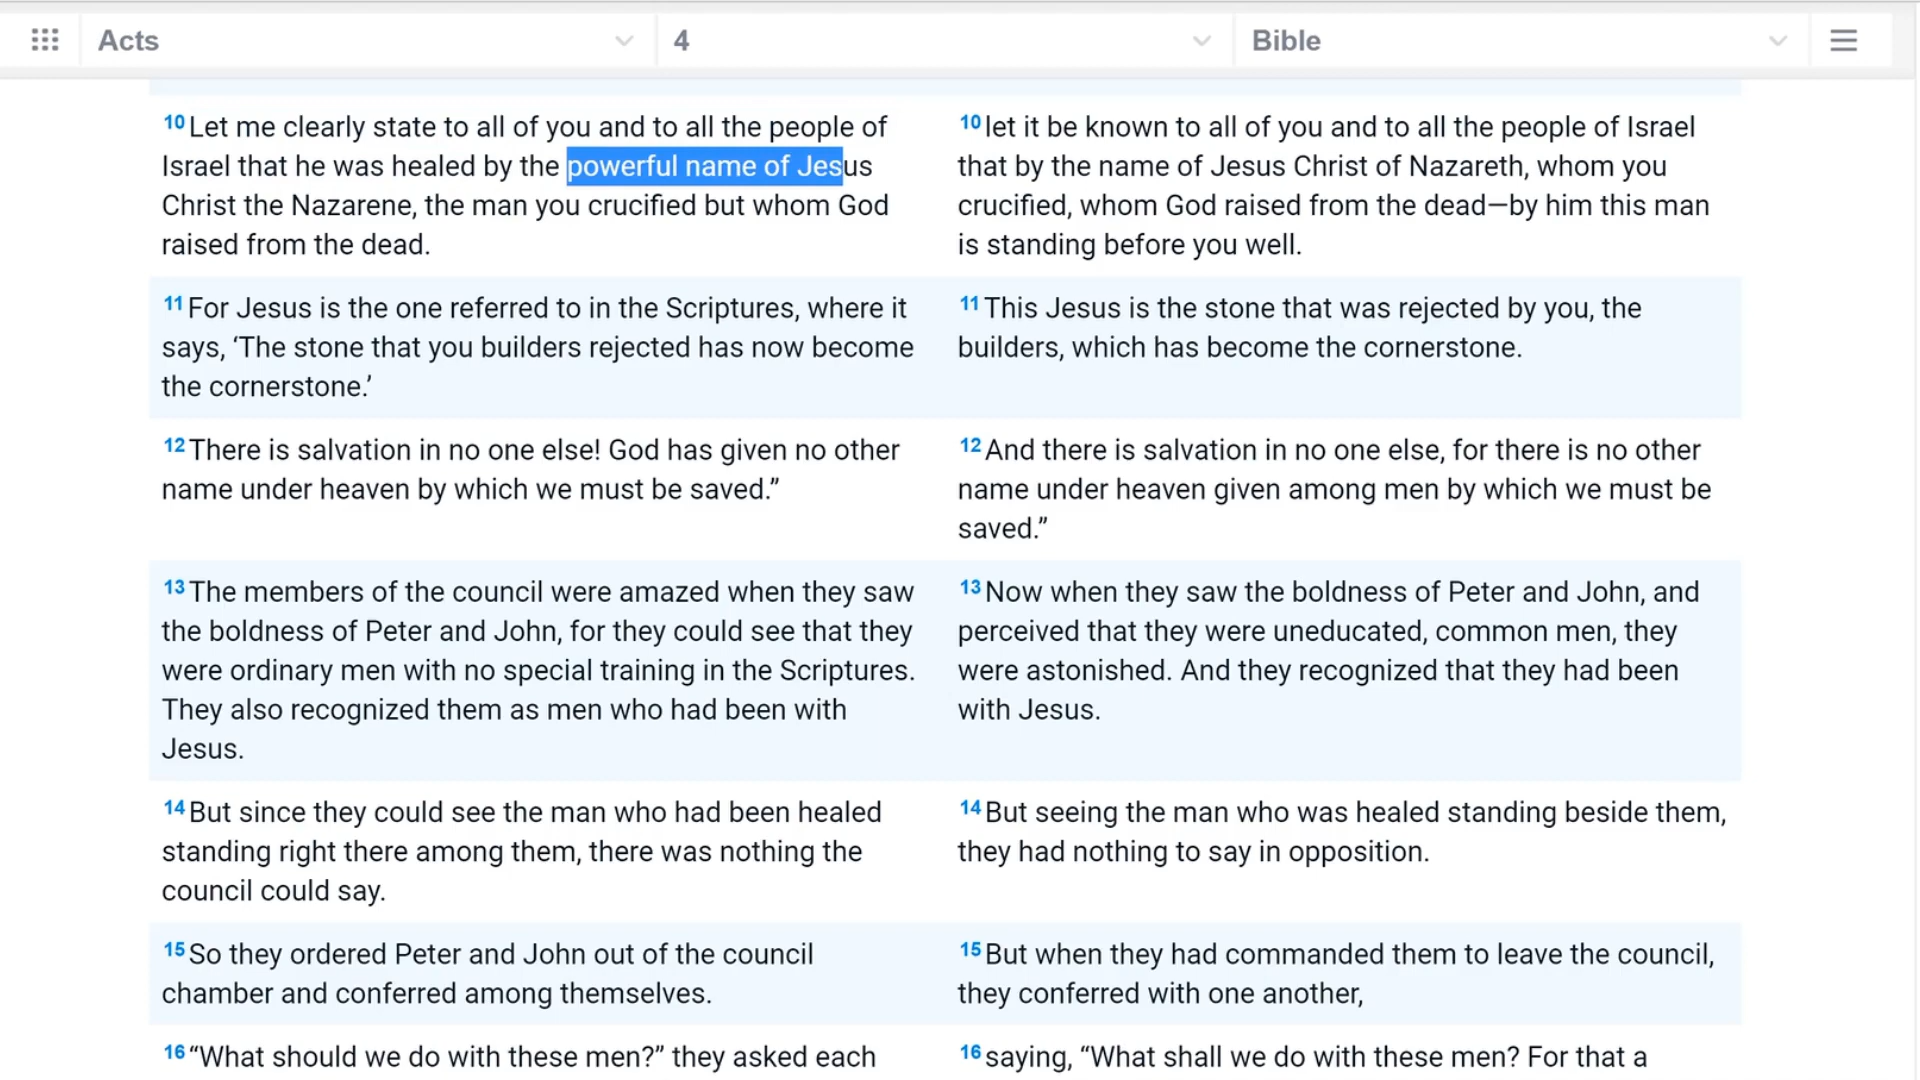 Acts
4
Bible
10 Let me clearly state to all of you and to all the people of
Israel that he was healed by the powerful name of Jesus
Christ the Nazarene, the man you crucified but whom God
raised from the dead.
10 let it be known to all of you and to all the people of Israel
that by the name of Jesus Christ of Nazareth, whom you
crucified, whom God raised from the dead—by him this man
is standing before you well.
11 For Jesus is the one referred to in the Scriptures, where it
says, ‘The stone that you builders rejected has now become
the cornerstone.’
11 This Jesus is the stone that was rejected by you, the
builders, which has become the cornerstone.
12 There is salvation in no one else! God has given no other
name under heaven by which we must be saved.”
12 And there is salvation in no one else, for there is no other
name under heaven given among men by which we must be
saved.”
13 The members of the council were amazed when they saw
the boldness of Peter and John, for they could see that they
were ordinary men with no special training in the Scriptures.
They also recognized them as men who had been with
Jesus.
13 Now when they saw the boldness of Peter and John, and
perceived that they were uneducated, common men, they
were astonished. And they recognized that they had been
with Jesus.
14 But since they could see the man who had been healed
standing right there among them, there was nothing the
council could say.
14 But seeing the man who was healed standing beside them,
they had nothing to say in opposition.
15 So they ordered Peter and John out of the council
chamber and conferred among themselves.
15 But when they had commanded them to leave the council,
they conferred with one another,
16 “What should we do with these men?” they asked each
16 saying, “What shall we do with these men? For that a